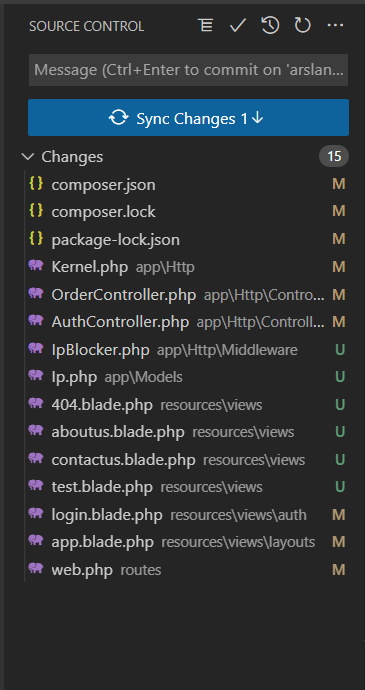 SOURCE CONTROL
Message (Ctrl+Enter to commit on 'arslan...
Sync Changes 1↓
Changes 15
{} composer.json M
{} composer.lock M
{} package-lock.json M
Kernel.php app\Http M
OrderController.php app\Http\Contro... M
AuthController.php app\Http\Controll... M
IpBlocker.php app\Http\Middleware U
Ip.php app\Models U
404.blade.php resources\views U
aboutus.blade.php resources\views U
contactus.blade.php resources\views U
test.blade.php resources\views U
login.blade.php resources\views\auth M
app.blade.php resources\views\layouts M
web.php routes M